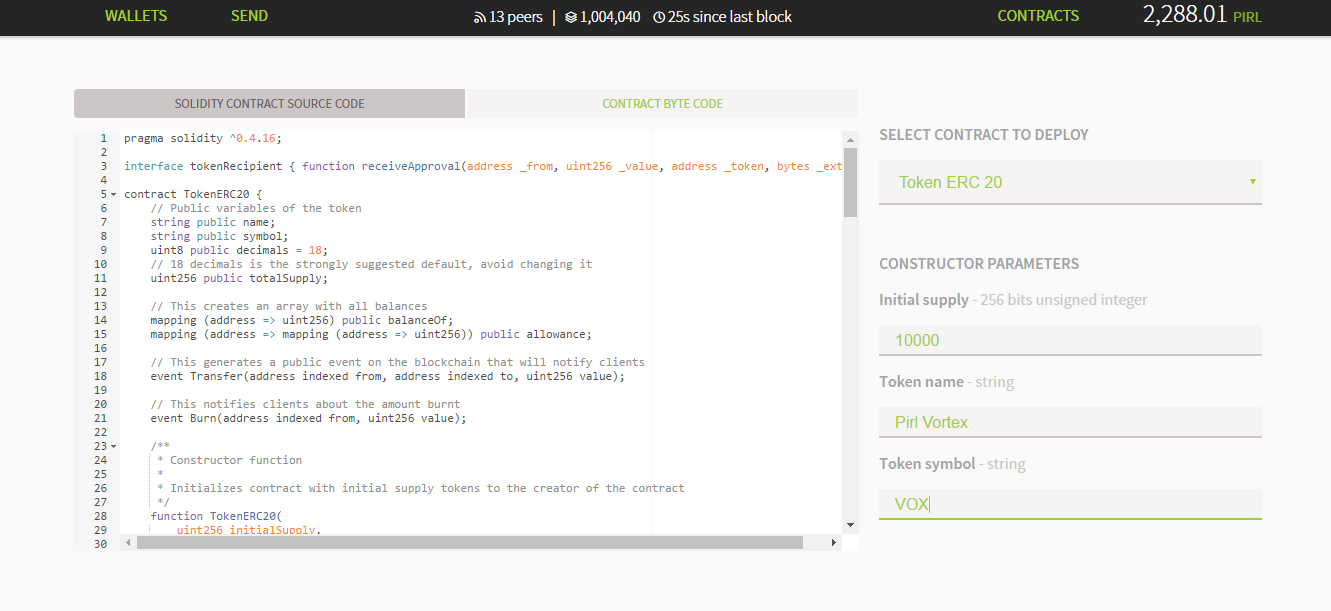 WALLETS SEND 13 peers | 1,004,040 25s since last block CONTRACTS 2,288.01 PIRL
SOLIDITY CONTRACT SOURCE CODE CONTRACT BYTE CODE
1 pragma solidity ^0.4.16;
2
3 interface tokenRecipient { function receiveApproval(address _from, uint256 _value, address _token, bytes _ext
4
5 contract TokenERC20 {
6 // Public variables of the token
7 string public name;
8 string public symbol;
9 uint8 public decimals = 18;
10 // 18 decimals is the strongly suggested default, avoid changing it
11 uint256 public totalSupply;
12
13 // This creates an array with all balances
14 mapping (address => uint256) public balanceOf;
15 mapping (address => mapping (address => uint256)) public allowance;
16
17 // This generates a public event on the blockchain that will notify clients
18 event Transfer(address indexed from, address indexed to, uint256 value);
19
20 // This notifies clients about the amount burnt
21 event Burn(address indexed from, uint256 value);
22
23 /**
24 * Constructor function
25 *
26 * Initializes contract with initial supply tokens to the creator of the contract
27 */
28 function TokenERC20(
29 uint256 initialSupply,
30
SELECT CONTRACT TO DEPLOY
Token ERC 20
CONSTRUCTOR PARAMETERS
Initial supply - 256 bits unsigned integer
10000
Token name - string
Pirl Vortex
Token symbol - string
VOX